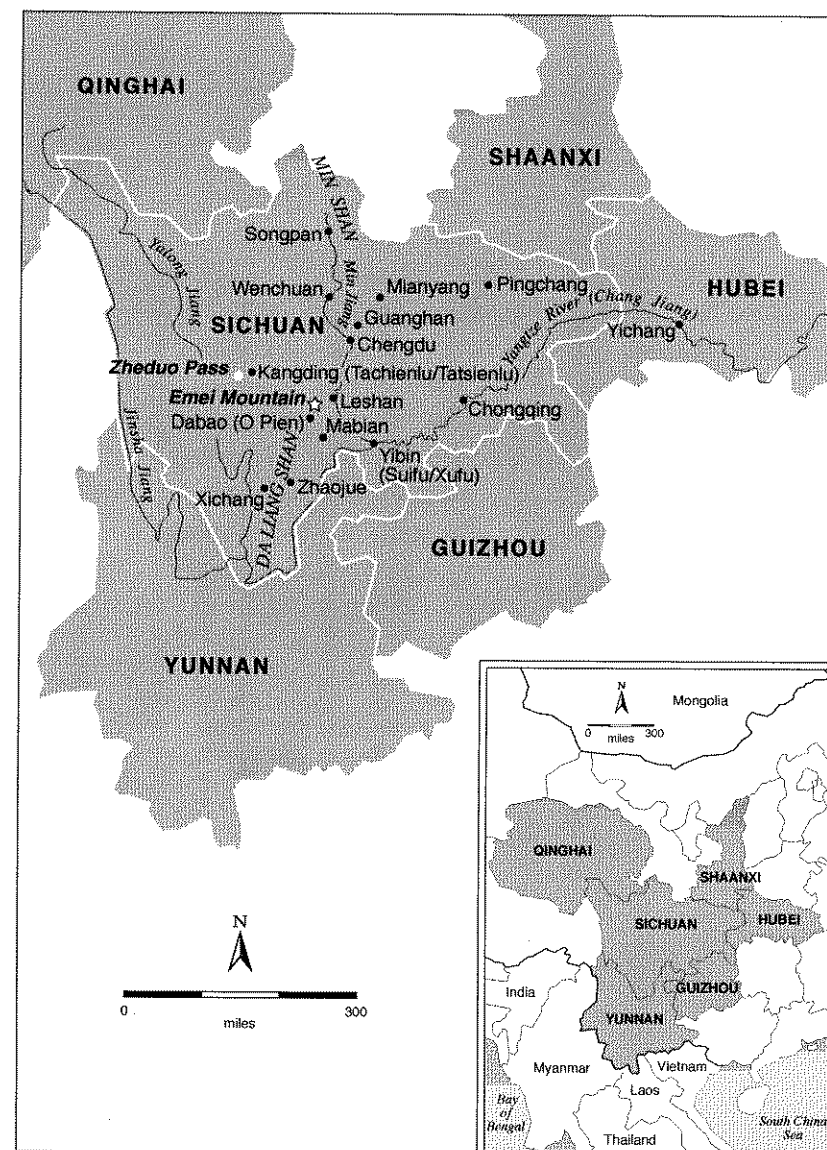 QINGHAI
SHAANXI
MIN SHAN
Songpan
Yalong Jiang
Wenchuan
Min Jiang
Mianyang
Pingchang
HUBEI
SICHUAN
Guanghan
Yangtze River (Chang Jiang)
Yichang
Chengdu
Zheduo Pass
Kangding (Tachienlu/Tatsienlu)
Emei Mountain
Leshan
Chongqing
Jinsha Jiang
Dabao (O Pien)
Mabian
Yibin
(Suifu/Xufu)
DA LIANG SHAN
Xichang
Zhaojue
GUIZHOU
YUNNAN
N
0
300
miles
N
0
300
miles
Mongolia
QINGHAI
SHAANXI
SICHUAN
HUBEI
India
GUIZHOU
YUNNAN
Myanmar
Vietnam
Laos
Bay
of
Bengal
South China
Sea
Thailand